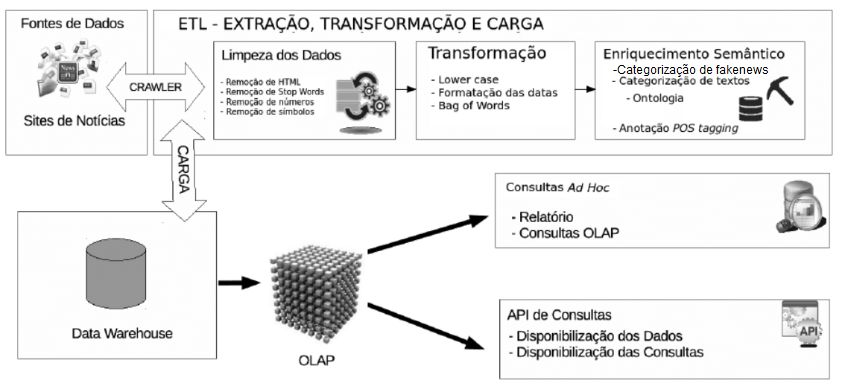 Fontes de Dados
Sites de Notícias
CRAWLER
ETL - EXTRAÇÃO, TRANSFORMAÇÃO E CARGA
Limpeza dos Dados
- Remoção de HTML
- Remoção de Stop Words
- Remoção de números
- Remoção de símbolos
Transformação
- Lower case
- Formatação das datas
- Bag of Words
Enriquecimento Semântico
-Categorização de fakenews
- Categorização de textos
- Ontologia
- Anotação POS tagging
CARGA
Data Warehouse
OLAP
Consultas Ad Hoc
- Relatório
- Consultas OLAP
API de Consultas
- Disponibilização dos Dados
- Disponibilização das Consultas
API